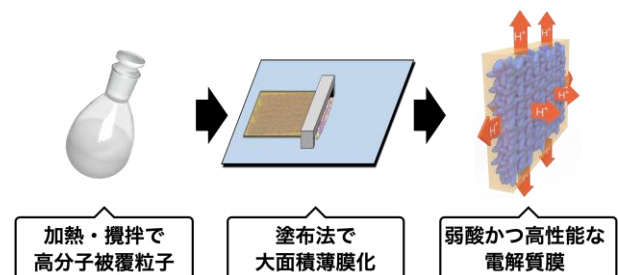 H⁺ H⁺
H⁺
H⁺
H⁺
加熱・攪拌で
高分子被覆粒子
塗布法で
大面積薄膜化
弱酸かつ高性能な
電解質膜